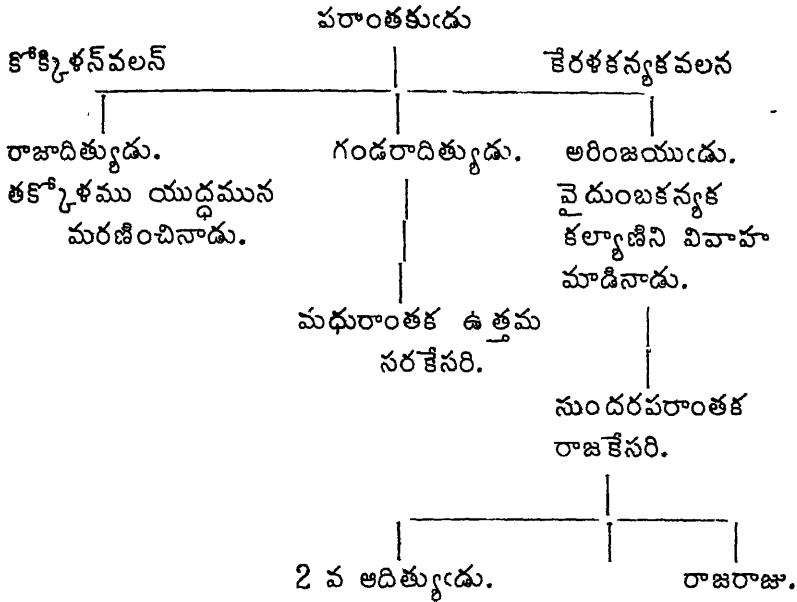 పరాంతకుఁడు
కోక్కిళన్‌వలన్ కేరళకన్యకవలన
రాజాదిత్యుడు. గండరాదిత్యుడు. అరింజయుఁడు.
తక్కోళము యుద్ధమున వైదుంబకన్యక
మరణించినాడు. కల్యాణిని వివాహ
మాడినాడు.
మధురాంతక ఉత్తమ
సరకేసరి.
సుందరపరాంతక
రాజకేసరి.
2 వ ఆదిత్యుఁడు. రాజరాజు.